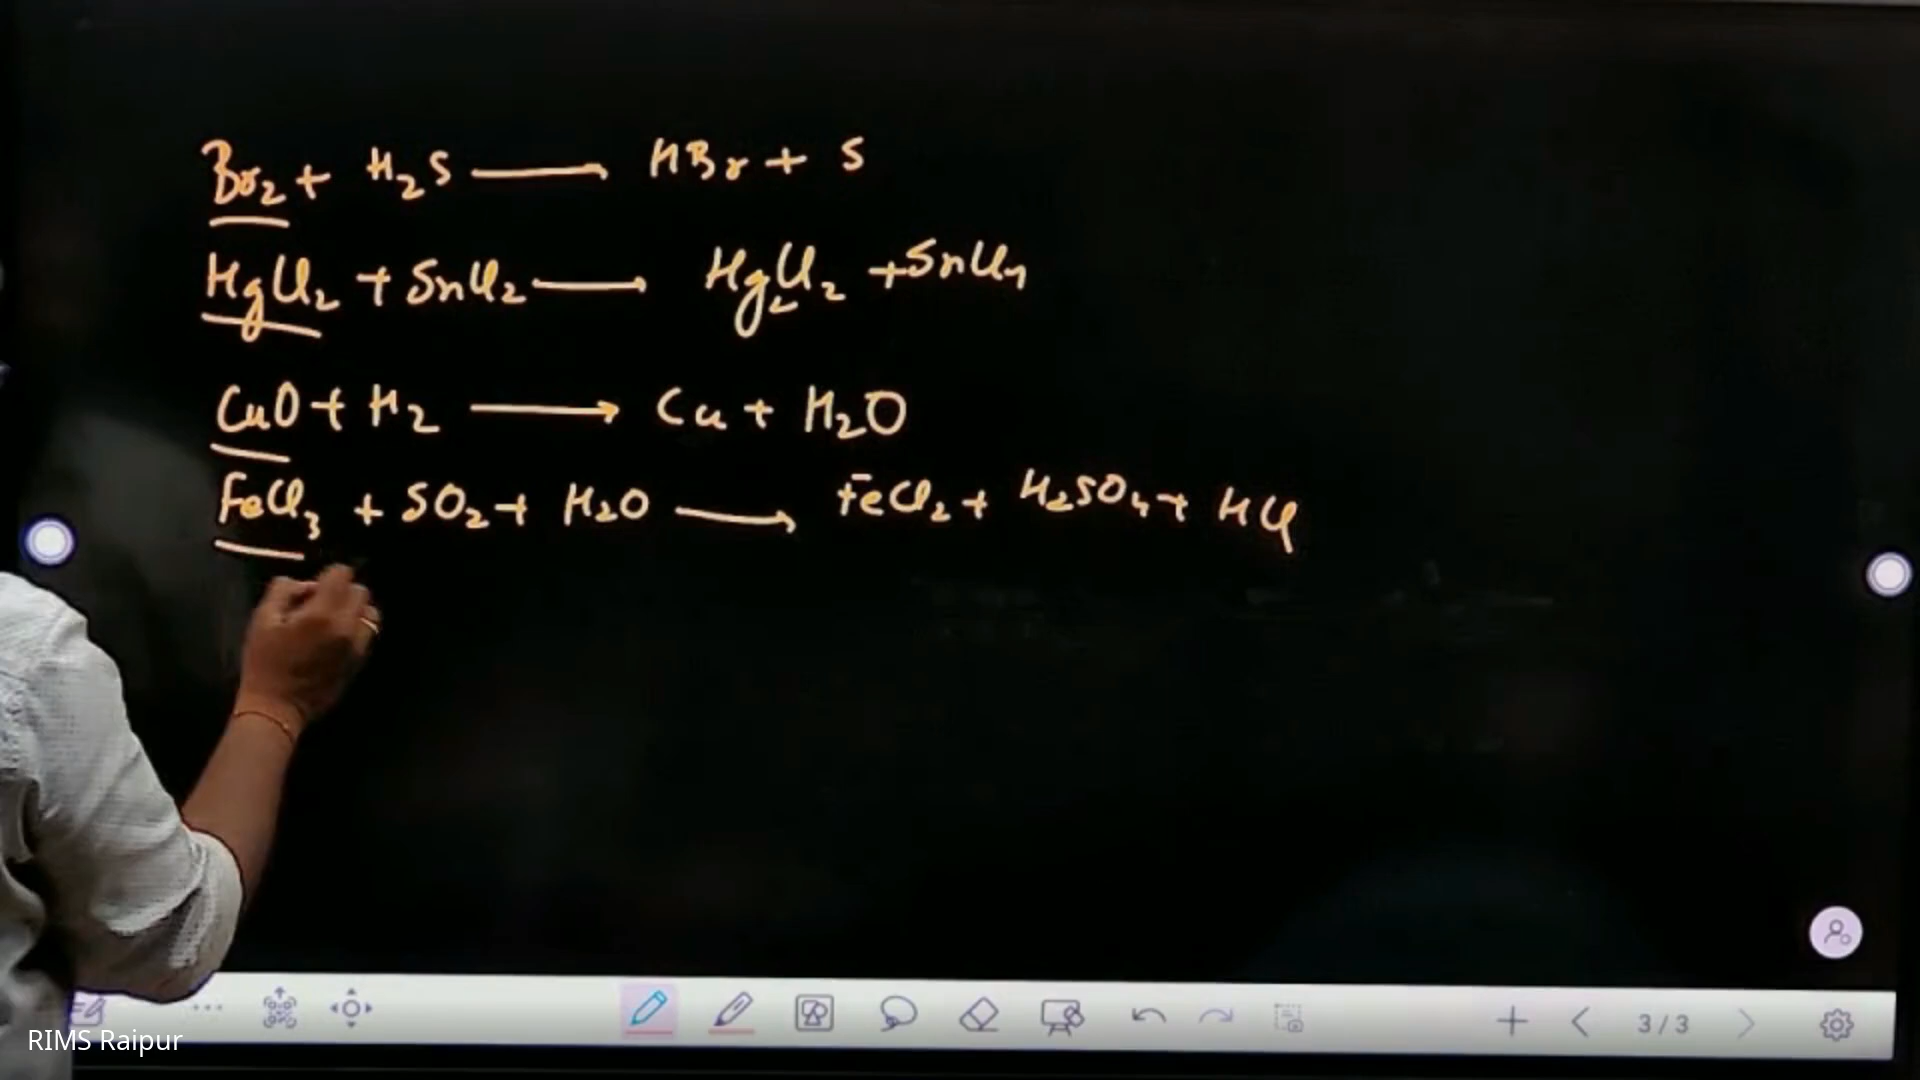 Br₂ + H₂S ⟶ HBr + S
HgCl₂ + SnCl₂ ⟶ Hg₂Cl₂ + SnCl₄
CuO + H₂ ⟶ Cu + H₂O
FeCl₃ + SO₂ + H₂O ⟶ FeCl₂ + H₂SO₄ + HCl
3/3
RIMS Raipur